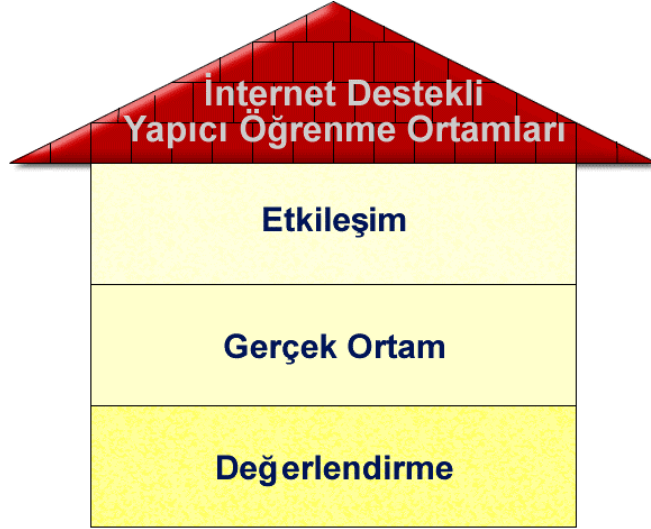 İnternet Destekli
Yapıcı Öğrenme Ortamları
Etkileşim
Gerçek Ortam
Değerlendirme